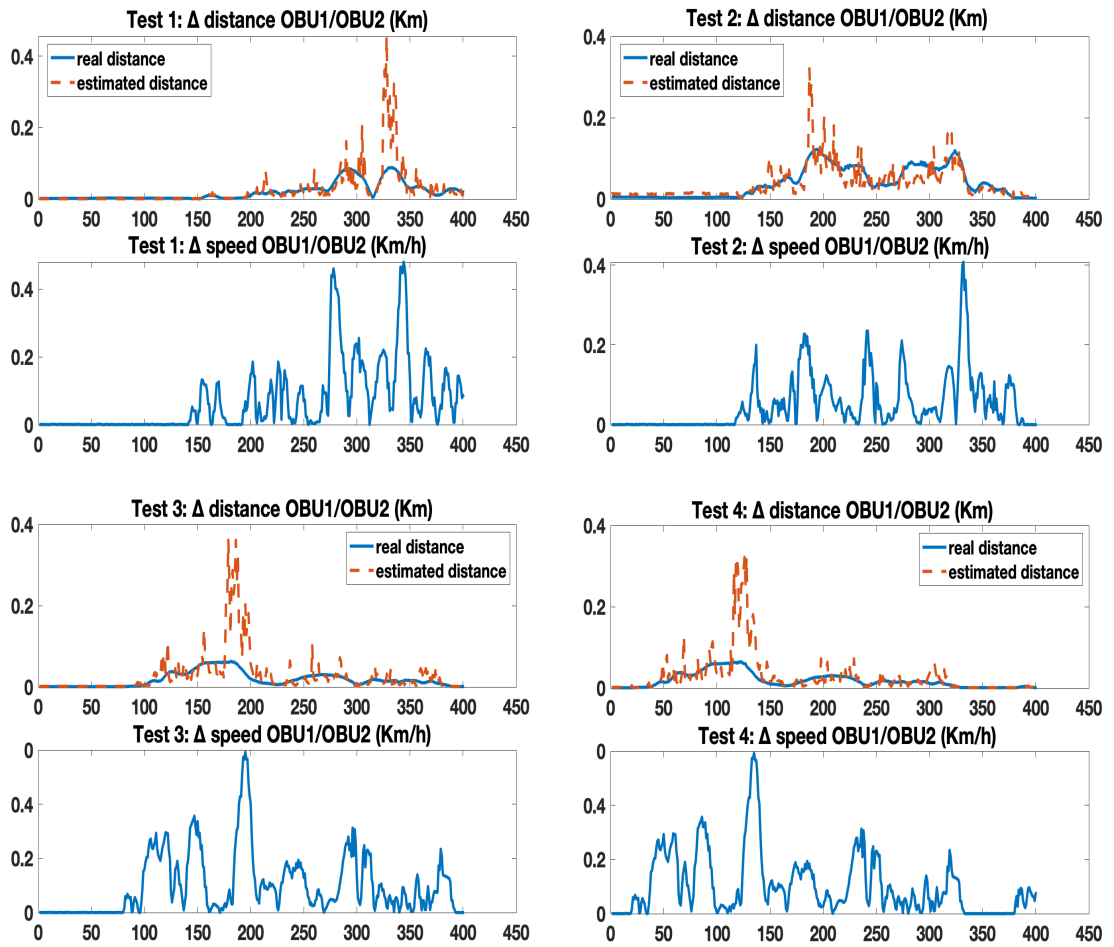 Test 1: Δ distance OBU1/OBU2 (Km)
0.4
0.2
0
real distance
estimated distance
0 50 100 150 200 250 300 350 400 450
Test 2: Δ distance OBU1/OBU2 (Km)
0.4
0.2
0
real distance
estimated distance
0 50 100 150 200 250 300 350 400 450
Test 1: Δ speed OBU1/OBU2 (Km/h)
0.4
0.2
0
0 50 100 150 200 250 300 350 400 450
Test 2: Δ speed OBU1/OBU2 (Km/h)
0.4
0.2
0
0 50 100 150 200 250 300 350 400 450
Test 3: Δ distance OBU1/OBU2 (Km)
0.4
0.2
0
real distance
estimated distance
0 50 100 150 200 250 300 350 400 450
Test 4: Δ distance OBU1/OBU2 (Km)
0.4
0.2
0
real distance
estimated distance
0 50 100 150 200 250 300 350 400 450
Test 3: Δ speed OBU1/OBU2 (Km/h)
0
0.4
0.2
0
0 50 100 150 200 250 300 350 400 450
Test 4: Δ speed OBU1/OBU2 (Km/h)
0
0.4
0.2
0
0 50 100 150 200 250 300 350 400 450